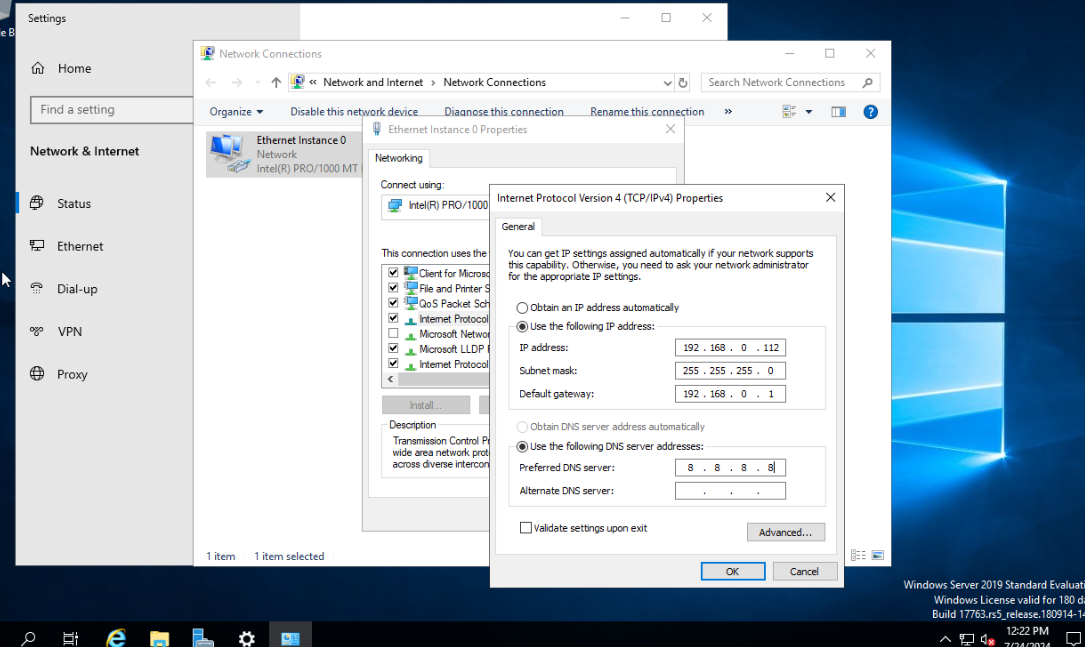 Settings
Home
Find a setting
Network & Internet
Status
Ethernet
Dial-up
VPN
Proxy
Network Connections
« Network and Internet › Network Connections
Search Network Connections
Organize
Disable this network device
Diagnose this connection
Rename this connection
»
Ethernet Instance 0
Network
Intel(R) PRO/1000 MT
1 item
1 item selected
Ethernet Instance 0 Properties
Networking
Connect using:
Intel(R) PRO/1000
This connection uses the
Client for Microso
File and Printer S
QoS Packet Sch
Internet Protocol
Microsoft Networ
Microsoft LLDP
Internet Protocol
Install...
Description
Transmission Control Pr
wide area network prot
across diverse intercon
Internet Protocol Version 4 (TCP/IPv4) Properties
General
You can get IP settings assigned automatically if your network supports
this capability. Otherwise, you need to ask your network administrator
for the appropriate IP settings.
Obtain an IP address automatically
Use the following IP address:
IP address: 192 . 168 . 0 . 112
Subnet mask: 255 . 255 . 255 . 0
Default gateway: 192 . 168 . 0 . 1
Obtain DNS server address automatically
Use the following DNS server addresses:
Preferred DNS server: 8 . 8 . 8 . 8
Alternate DNS server: . . .
Validate settings upon exit
Advanced...
OK
Cancel
Windows Server 2019 Standard Evaluati
Windows License valid for 180 da
Build 17763.rs5_release.180914-14
12:22 PM
7/24/2024